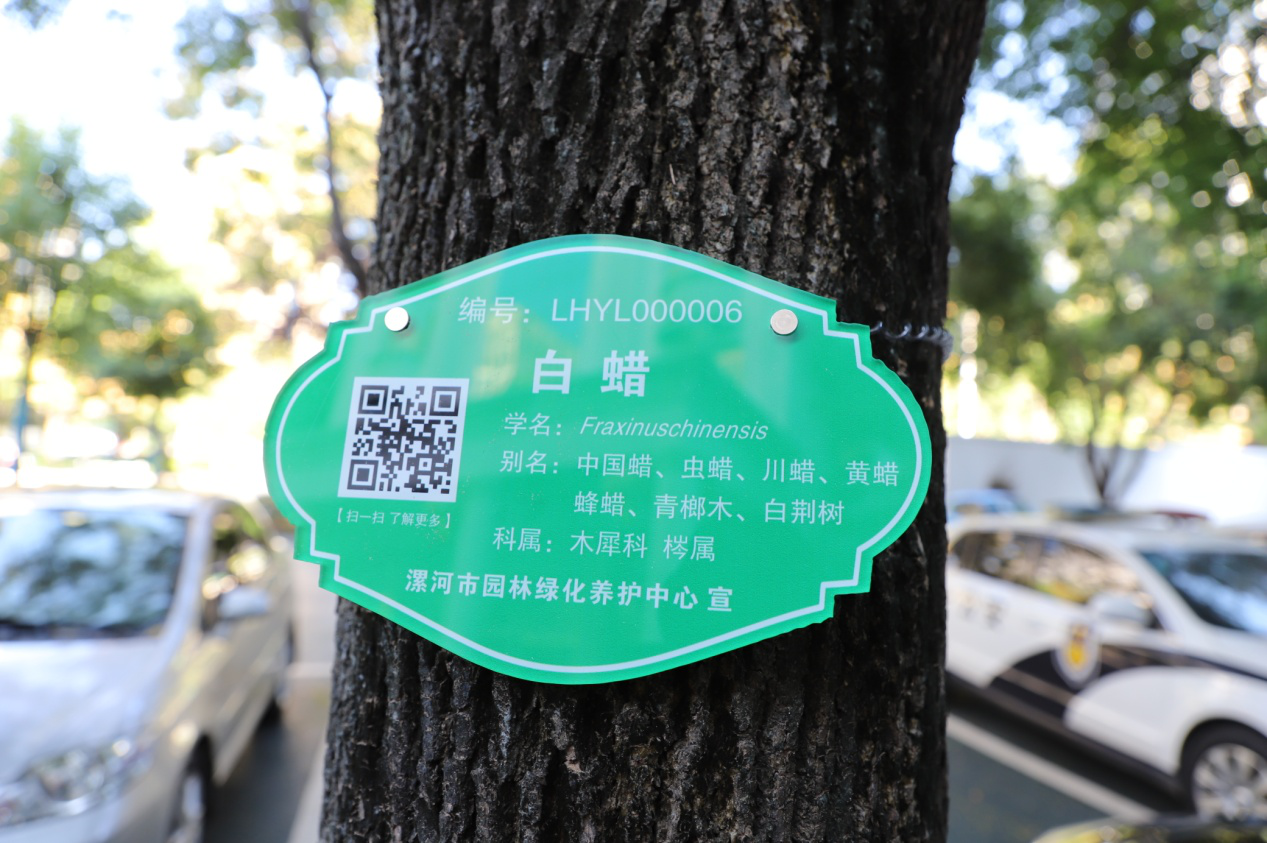 编号：LHYL000006
白 蜡
学名：Fraxinuschinensis
别名：中国蜡、虫蜡、川蜡、黄蜡
蜂蜡、青榔木、白荆树
科属：木犀科 梣属
【扫一扫 了解更多】
漯河市园林绿化养护中心 宣